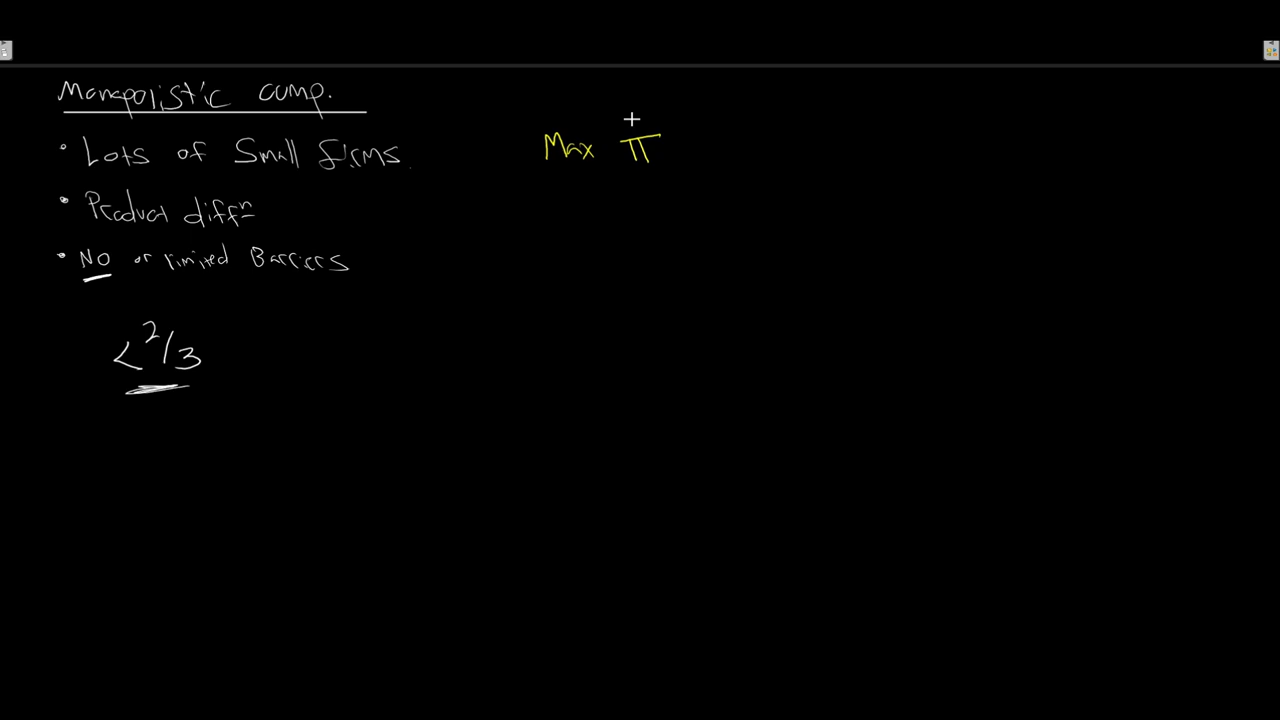 Monopolistic comp.
• Lots of Small firms.
• Product diffⁿ
• NO or limited Barriers
< 2/3
Max π